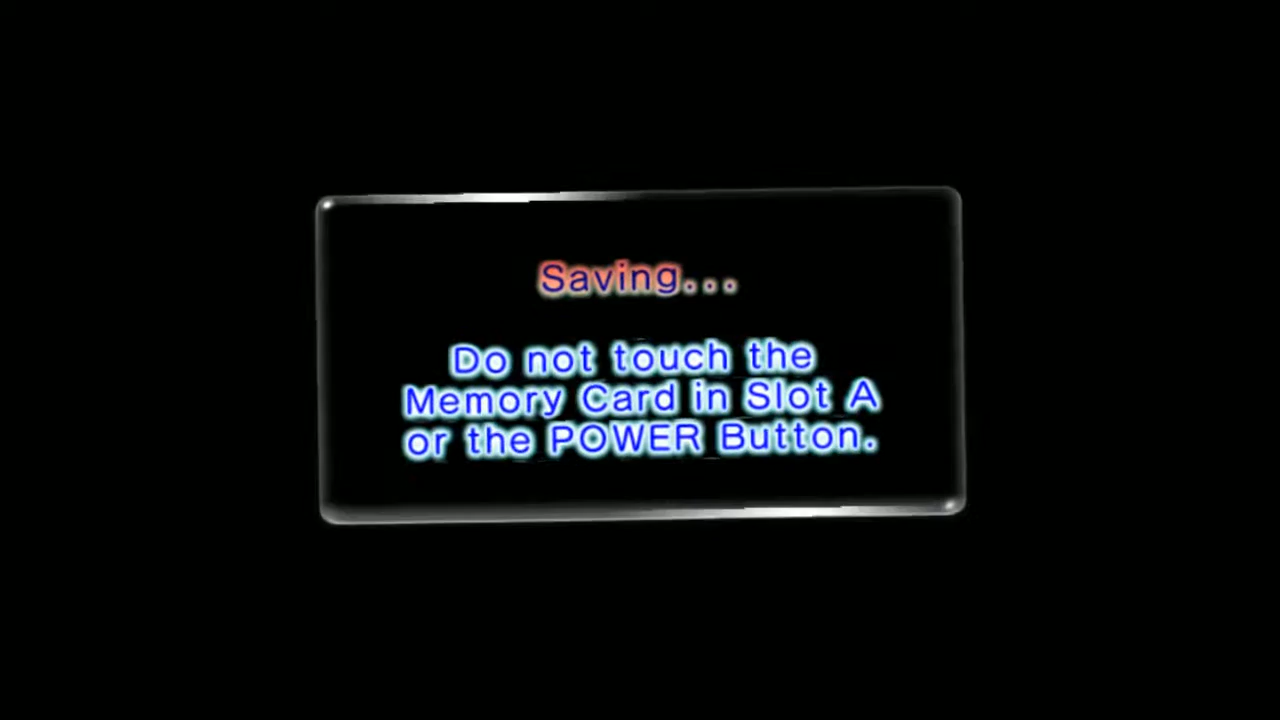 Saving...
Do not touch the
Memory Card in Slot A
or the POWER Button.